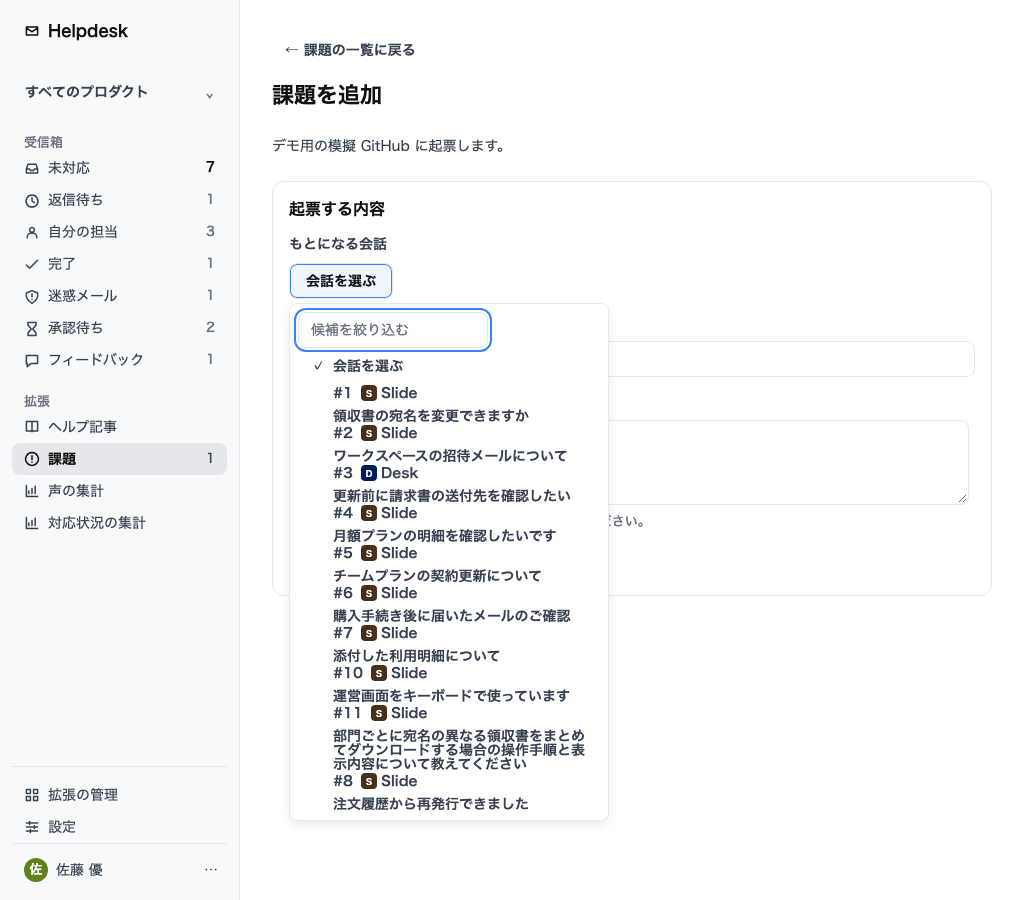 Helpdesk
すべてのプロダクト
受信箱
未対応 7
返信待ち 1
自分の担当 3
完了 1
迷惑メール 1
承認待ち 2
フィードバック 1
拡張
ヘルプ記事
課題 1
声の集計
対応状況の集計
拡張の管理
設定
佐 佐藤 優 …
← 課題の一覧に戻る
課題を追加
デモ用の模擬 GitHub に起票します。
起票する内容
もとになる会話
会話を選ぶ
候補を絞り込む
✓ 会話を選ぶ
#1 S Slide
領収書の宛名を変更できますか
#2 S Slide
ワークスペースの招待メールについて
#3 D Desk
更新前に請求書の送付先を確認したい
#4 S Slide
月額プランの明細を確認したいです
#5 S Slide
チームプランの契約更新について
#6 S Slide
購入手続き後に届いたメールのご確認
#7 S Slide
添付した利用明細について
#10 S Slide
運営画面をキーボードで使っています
#11 S Slide
部門ごとに宛名の異なる領収書をまとめ
てダウンロードする場合の操作手順と表
示内容について教えてください
#8 S Slide
注文履歴から再発行できました
ださい。